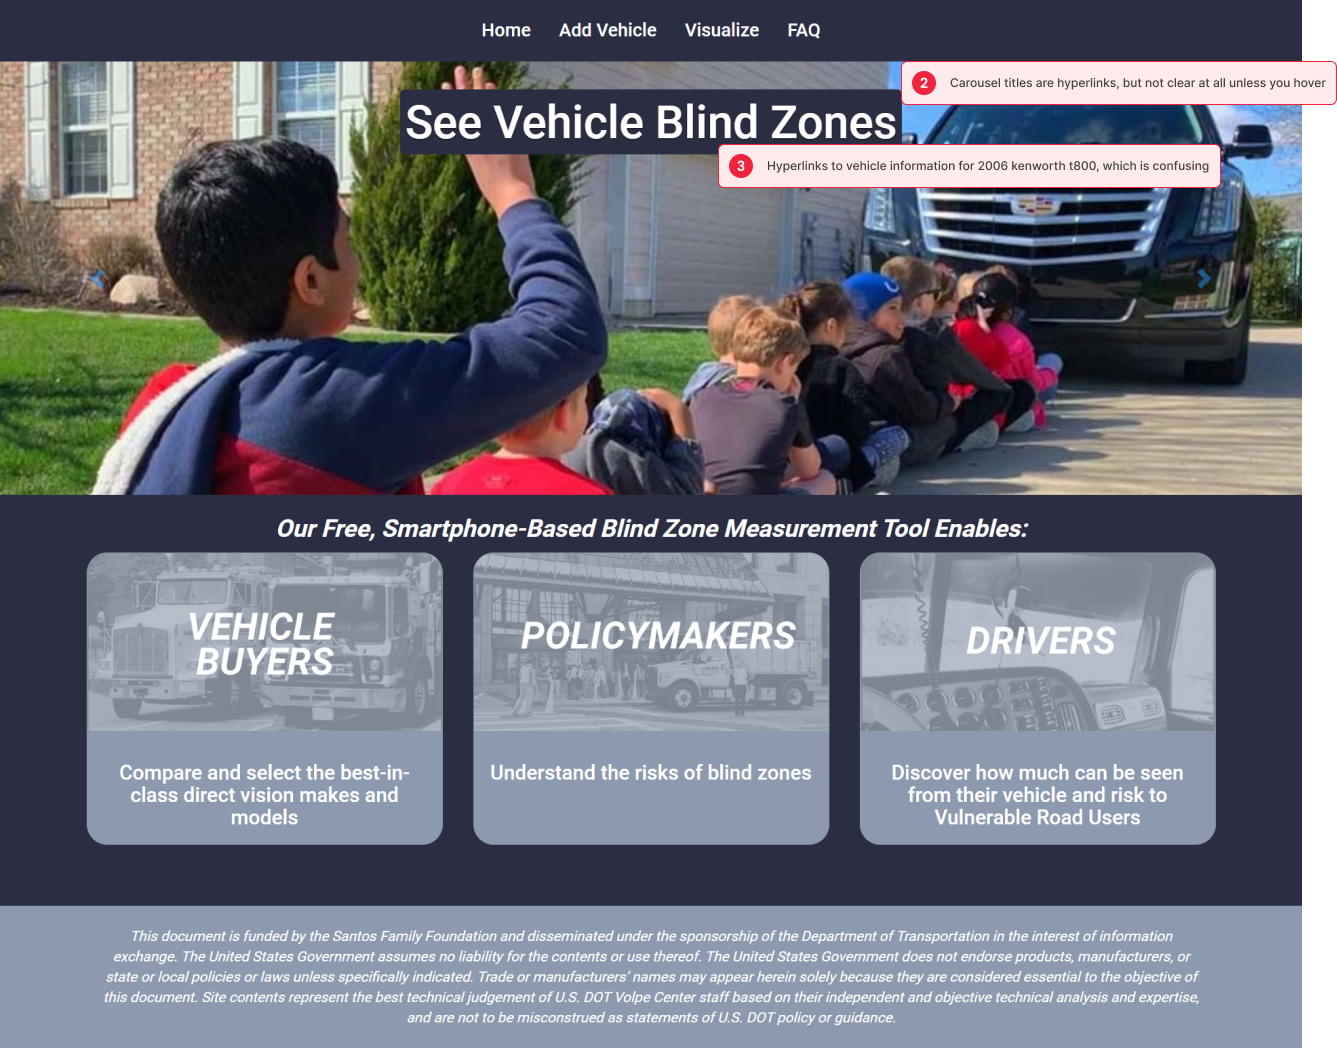 Home Add Vehicle Visualize FAQ
2 Carousel titles are hyperlinks, but not clear at all unless you hover
See Vehicle Blind Zones
3 Hyperlinks to vehicle information for 2006 kenworth t800, which is confusing
Our Free, Smartphone-Based Blind Zone Measurement Tool Enables:
VEHICLE
BUYERS
Compare and select the best-in-
class direct vision makes and
models
POLICYMAKERS
Understand the risks of blind zones
DRIVERS
Discover how much can be seen
from their vehicle and risk to
Vulnerable Road Users
This document is funded by the Santos Family Foundation and disseminated under the sponsorship of the Department of Transportation in the interest of information
exchange. The United States Government assumes no liability for the contents or use thereof. The United States Government does not endorse products, manufacturers, or
state or local policies or laws unless specifically indicated. Trade or manufacturers' names may appear herein solely because they are considered essential to the objective of
this document. Site contents represent the best technical judgement of U.S. DOT Volpe Center staff based on their independent and objective technical analysis and expertise,
and are not to be misconstrued as statements of U.S. DOT policy or guidance.